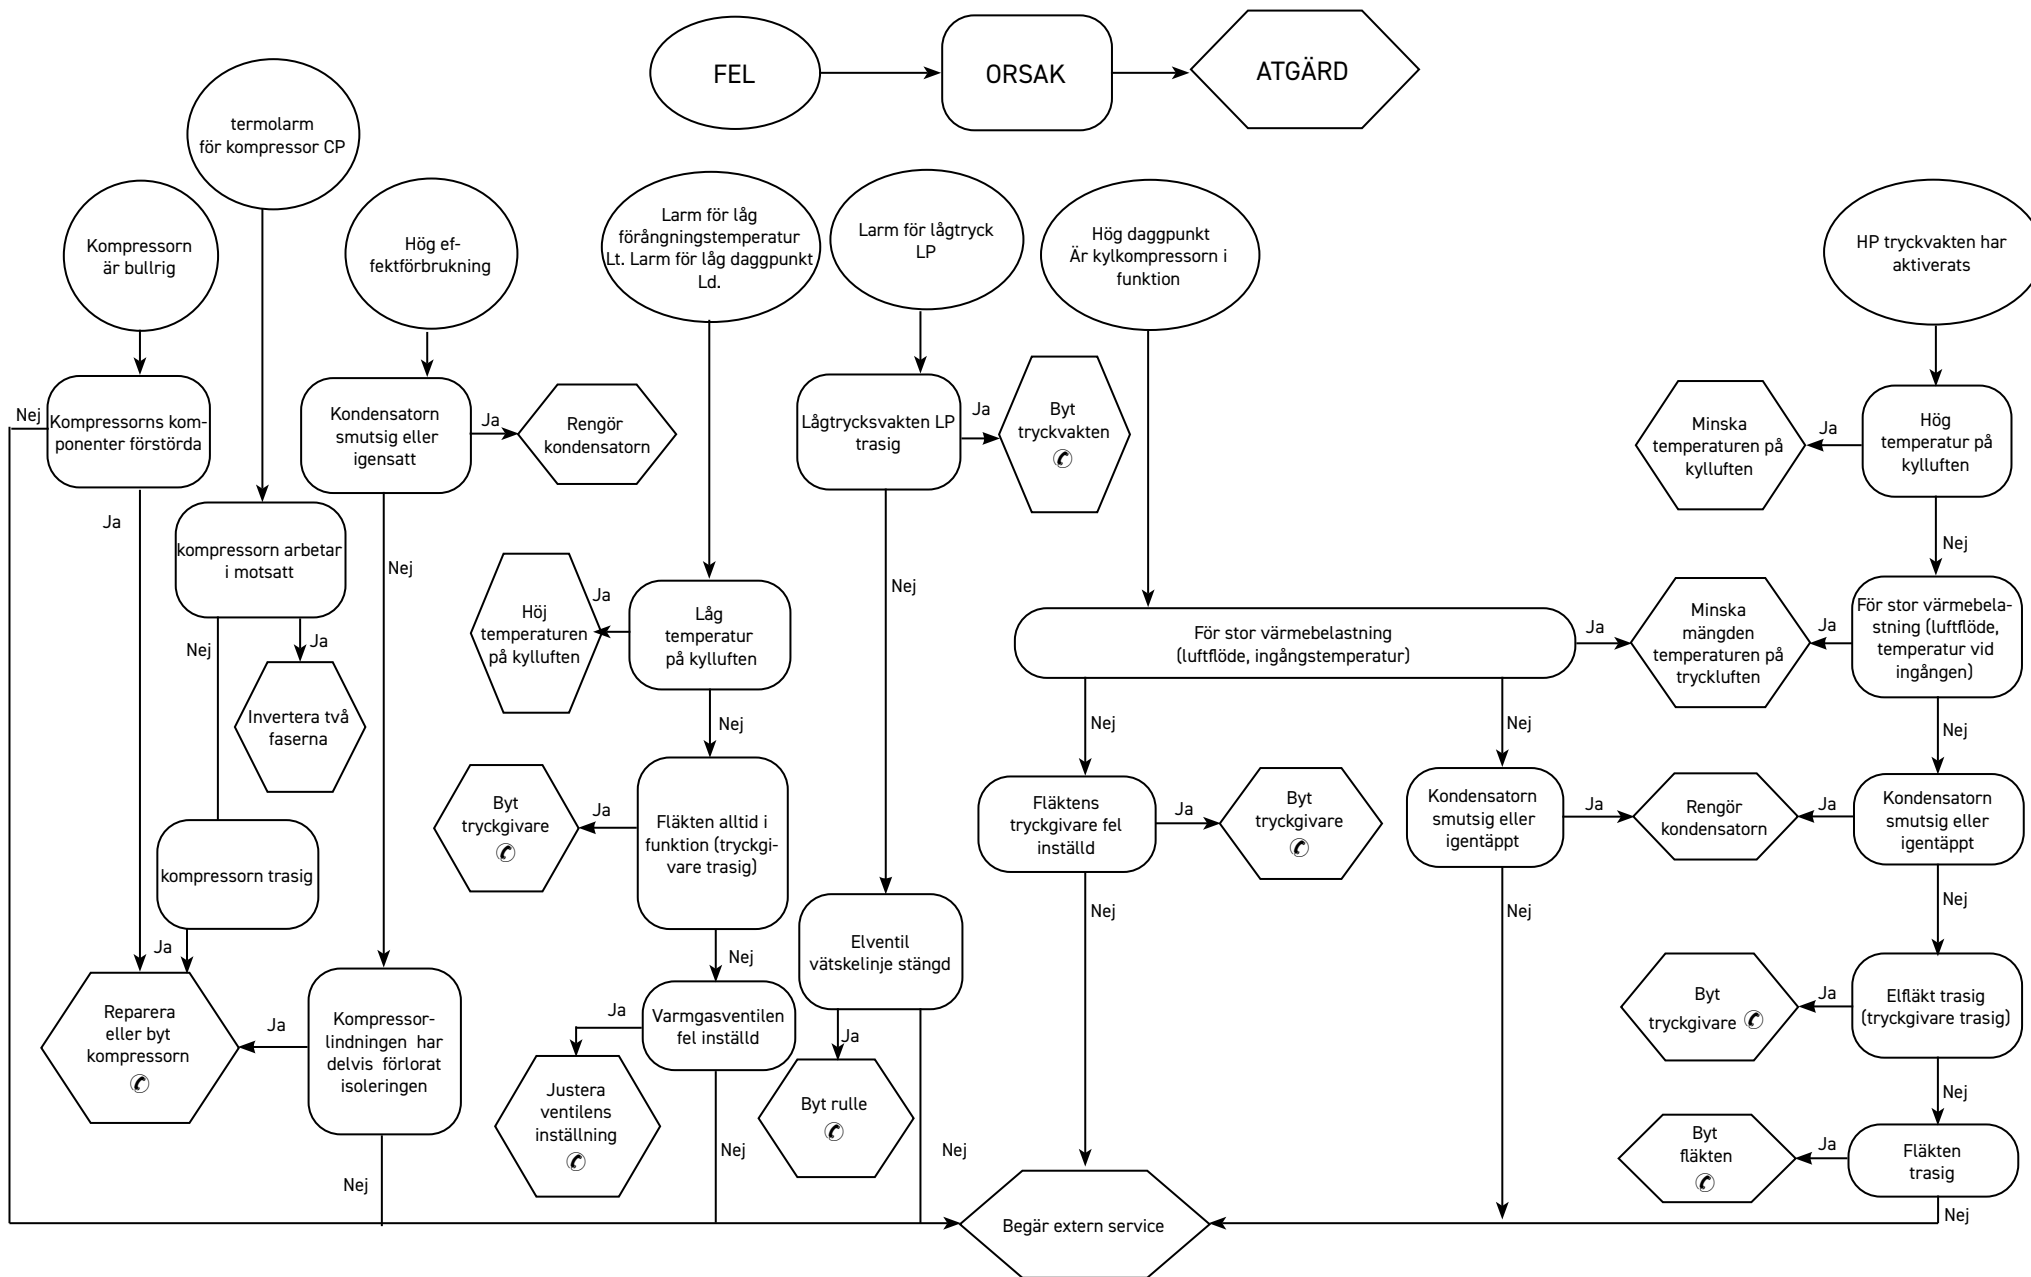 FEL
ORSAK
ATGÄRD
termolarm
för kompressor CP
Kompressorn
är bullrig
Hög ef-
fektförbrukning
Larm för låg
förångningstemperatur
Lt. Larm för låg daggpunkt
Ld.
Larm för lågtryck
LP
Hög daggpunkt
Är kylkompressorn i
funktion
HP tryckvakten har
aktiverats
Nej
Kompressorns kom-
ponenter förstörda
Ja
Kondensatorn
smutsig eller
igensatt
Ja
Rengör
kondensatorn
Nej
Lågtrycksvakten LP
trasig
Ja
Byt
tryckvakten
✆
Nej
Minska
temperaturen på
kylluften
Ja
Hög
temperatur på
kylluften
Nej
kompressorn arbetar
i motsatt
Nej
Ja
Invertera två
faserna
Höj
temperaturen
på kylluften
Ja
Låg
temperatur
på kylluften
Nej
För stor värmebelastning
(luftflöde, ingångstemperatur)
Ja
Nej
Nej
Minska
mängden
temperaturen på
tryckluften
Ja
För stor värmebela-
stning (luftflöde,
temperatur vid
ingången)
Nej
kompressorn trasig
Ja
Byt
tryckgivare
✆
Ja
Fläkten alltid i
funktion (tryckgi-
vare trasig)
Nej
Fläktens
tryckgivare fel
inställd
Ja
Byt
tryckgivare
✆
Nej
Kondensatorn
smutsig eller
igentäppt
Ja
Nej
Rengör
kondensatorn
Ja
Kondensatorn
smutsig eller
igentäppt
Nej
Elventil
vätskelinje stängd
Ja
Nej
Byt rulle
✆
Reparera
eller byt
kompressorn
✆
Ja
Kompressor-
lindningen har
delvis förlorat
isoleringen
Nej
Ja
Varmgasventilen
fel inställd
Nej
Justera
ventilens
inställning
✆
Byt
tryckgivare ✆
Ja
Elfläkt trasig
(tryckgivare trasig)
Nej
Byt
fläkten
✆
Ja
Fläkten
trasig
Nej
Begär extern service